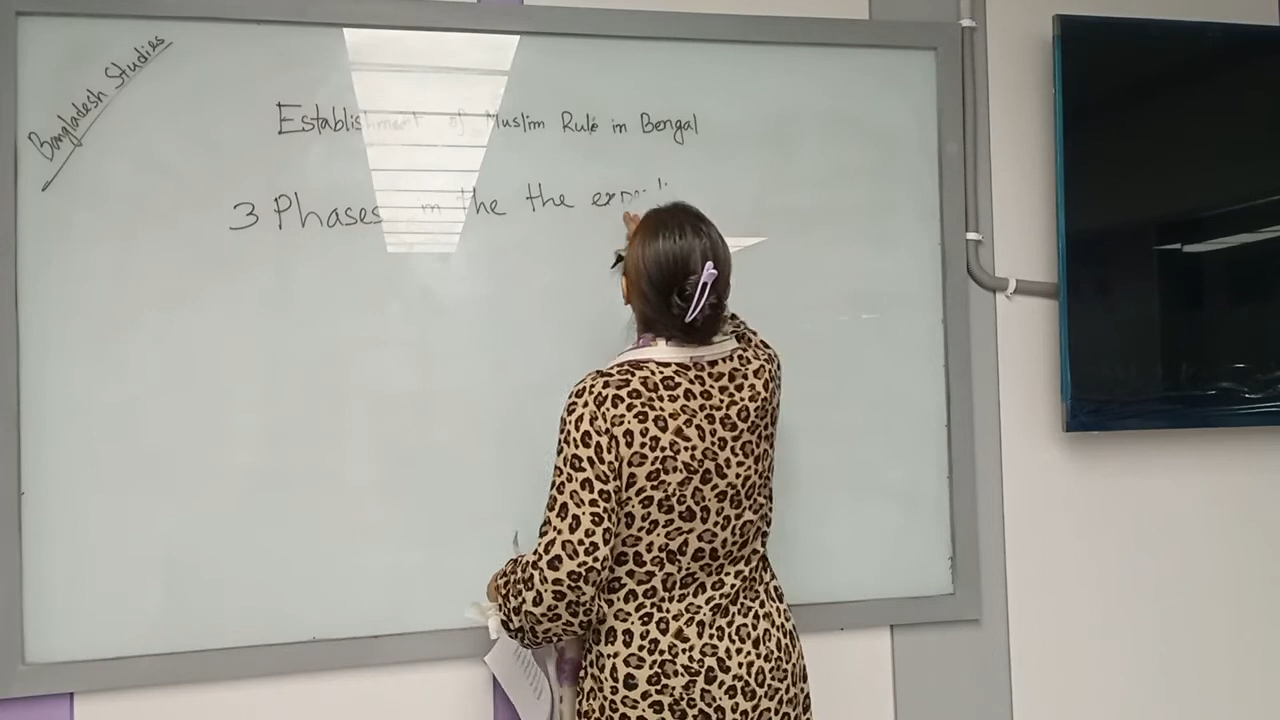 Bangladesh Studies
Establishment of Muslim Rule in Bengal
3 Phases in the the